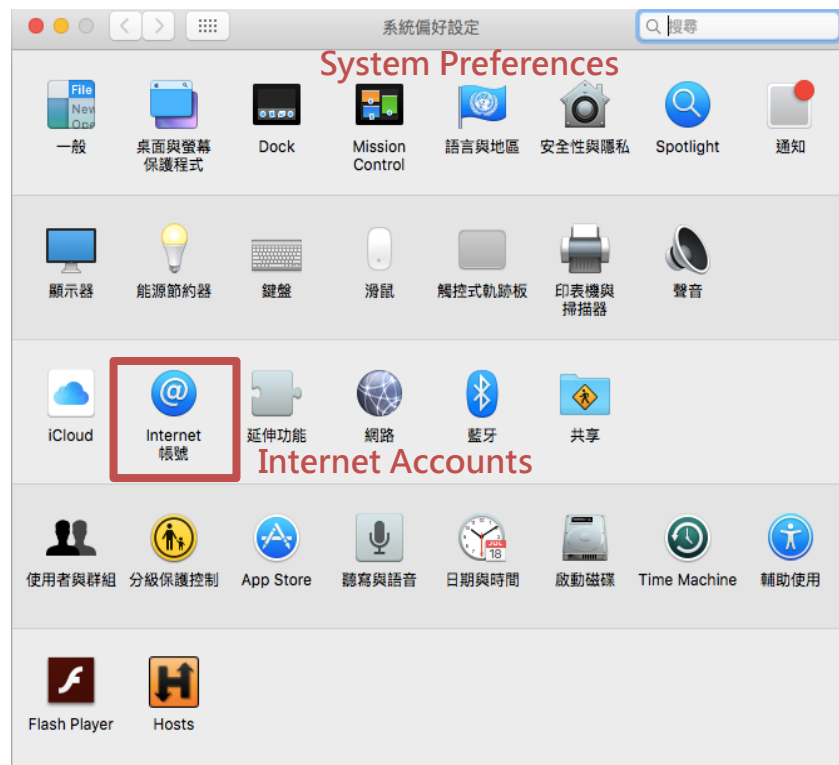 系統偏好設定
搜尋
System Preferences
File
New
Ope
一般
桌面與螢幕
保護程式
Dock
Mission
Control
語言與地區
安全性與隱私
Spotlight
通知
顯示器
能源節約器
鍵盤
滑鼠
觸控式軌跡板
印表機與
掃描器
聲音
iCloud
Internet
帳號
延伸功能
網路
藍牙
共享
Internet Accounts
JUL
18
使用者與群組
分級保護控制
App Store
聽寫與語音
日期與時間
啟動磁碟
Time Machine
輔助使用
Flash Player
Hosts